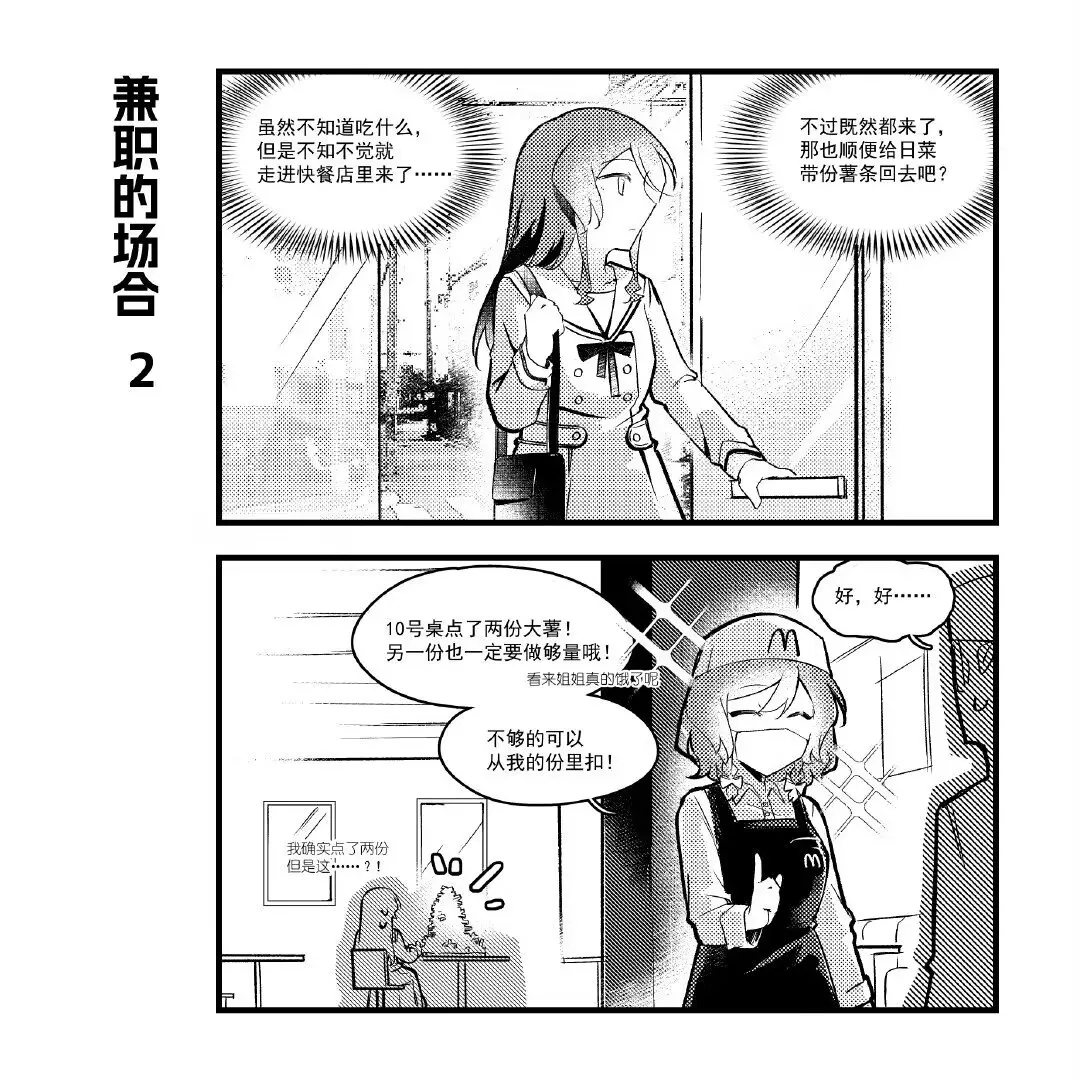 兼职的场合 2
虽然不知道吃什么，
但是不知不觉就
走进快餐店里来了……
不过既然都来了，
那也顺便给日菜
带份薯条回去吧？
10号桌点了两份大薯！
另一份也一定要做够量哦！
看来姐姐真的饿了呢
不够的可以
从我的份里扣！
好，好……
我确实点了两份
但是这……？！